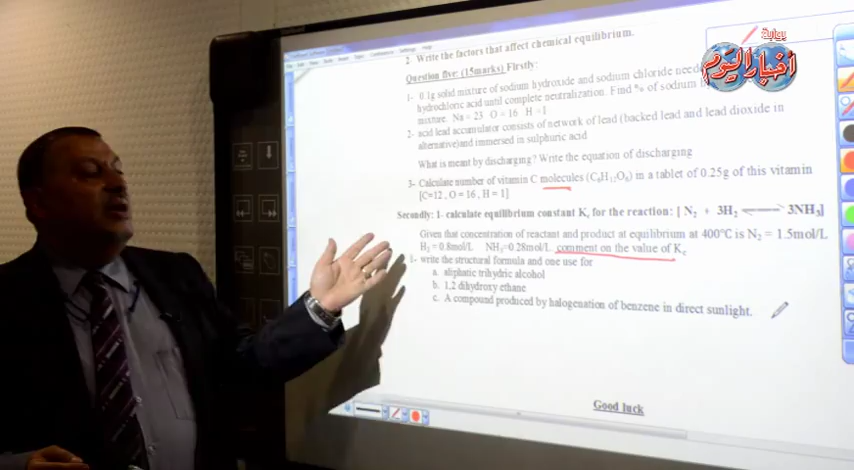 2 Write the factors that affect chemical equilibrium.
Question five: (15marks) Firstly:
1- 0.1g solid mixture of sodium hydroxide and sodium chloride
hydrochloric acid until complete neutralization. Find % of sodium
mixture. Na = 23 O = 16 H =1
2- acid lead accumulator consists of network of lead (backed lead and lead dioxide in
alternative)and immersed in sulphuric acid
What is meant by discharging? Write the equation of discharging
3- Calculate number of vitamin C molecules (C₆H₁₂O₆) in a tablet of 0.25g of this vitamin
[C=12 , O = 16 , H = 1]
Secondly: 1- calculate equilibrium constant Kc for the reaction: [ N₂ + 3H₂ 3NH₃]
Given that concentration of reactant and product at equilibrium at 400°C is N₂ = 1.5mol/L
H₂ = 0.8mol/L NH₃=0.28mol/L comment on the value of Kc
write the structural formula and one use for
a. aliphatic trihydric alcohol
b. 1,2 dihydroxy ethane
c. A compound produced by halogenation of benzene in direct sunlight.
Good luck
بوابة
أخبار اليوم